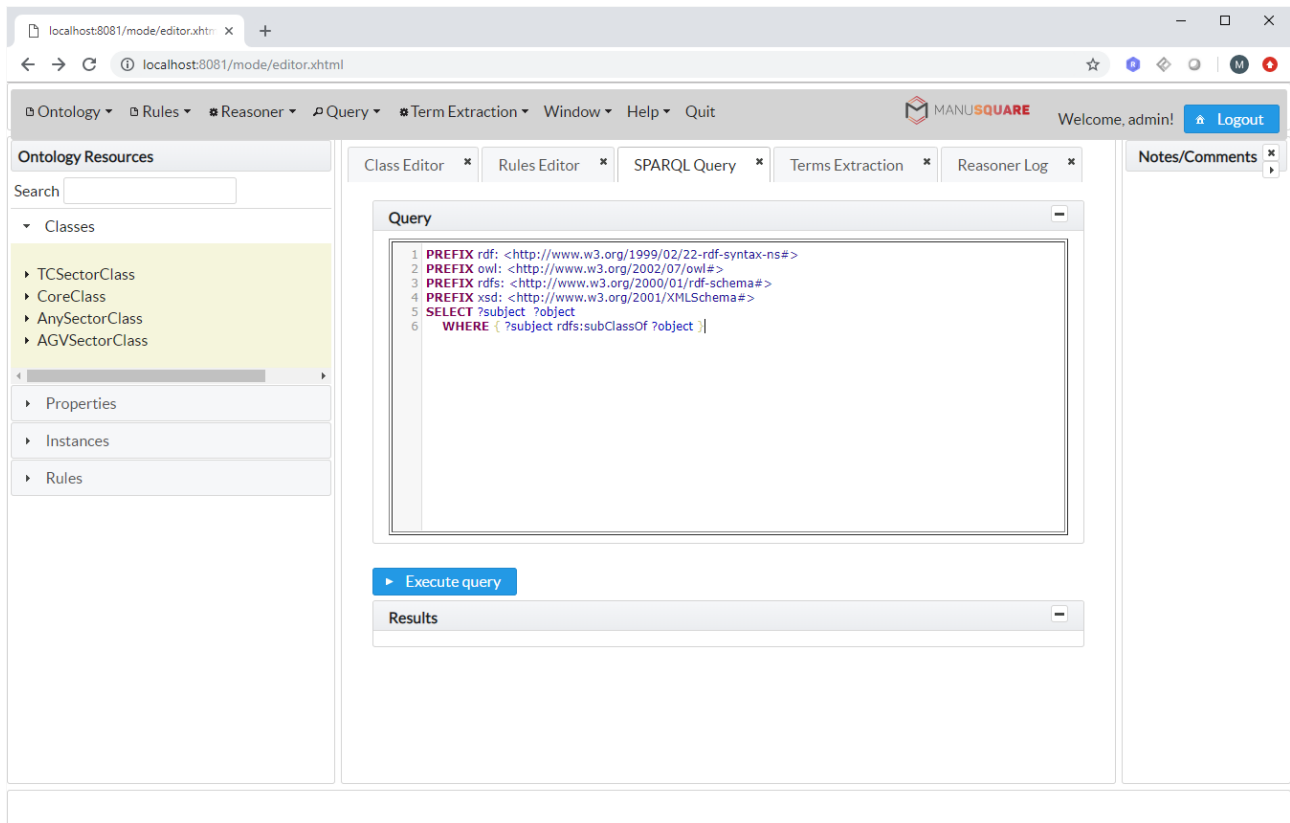 localhost:8081/mode/editor.xhtm
localhost:8081/mode/editor.xhtml
R
M
Ontology Rules Reasoner Query Term Extraction Window Help Quit
MANUSQUARE
Welcome, admin!
Logout
Ontology Resources
Search
Classes
TCSectorClass
CoreClass
AnySectorClass
AGVSectorClass
Properties
Instances
Rules
Class Editor
Rules Editor
SPARQL Query
Terms Extraction
Reasoner Log
Query
1 PREFIX rdf: <http://www.w3.org/1999/02/22-rdf-syntax-ns#>
2 PREFIX owl: <http://www.w3.org/2002/07/owl#>
3 PREFIX rdfs: <http://www.w3.org/2000/01/rdf-schema#>
4 PREFIX xsd: <http://www.w3.org/2001/XMLSchema#>
5 SELECT ?subject ?object
6 WHERE { ?subject rdfs:subClassOf ?object }
Execute query
Results
Notes/Comments